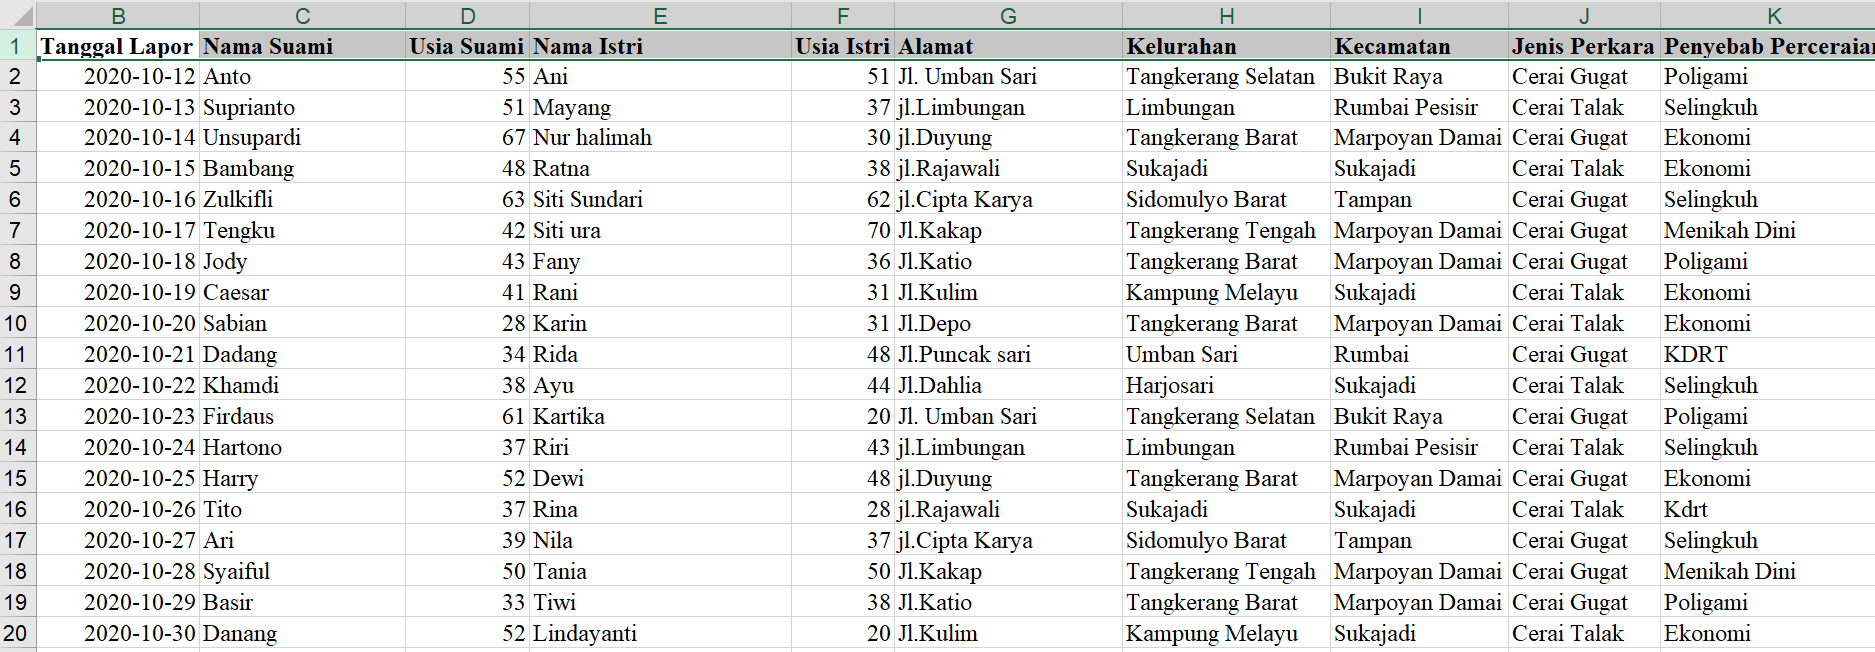 B C D E F G H I J K
1 Tanggal Lapor Nama Suami Usia Suami Nama Istri Usia Istri Alamat Kelurahan Kecamatan Jenis Perkara Penyebab Perceraian
2 2020-10-12 Anto 55 Ani 51 Jl. Umban Sari Tangkerang Selatan Bukit Raya Cerai Gugat Poligami
3 2020-10-13 Suprianto 51 Mayang 37 jl.Limbungan Limbungan Rumbai Pesisir Cerai Talak Selingkuh
4 2020-10-14 Unsupardi 67 Nur halimah 30 jl.Duyung Tangkerang Barat Marpoyan Damai Cerai Gugat Ekonomi
5 2020-10-15 Bambang 48 Ratna 38 jl.Rajawali Sukajadi Sukajadi Cerai Talak Ekonomi
6 2020-10-16 Zulkifli 63 Siti Sundari 62 jl.Cipta Karya Sidomulyo Barat Tampan Cerai Gugat Selingkuh
7 2020-10-17 Tengku 42 Siti ura 70 Jl.Kakap Tangkerang Tengah Marpoyan Damai Cerai Gugat Menikah Dini
8 2020-10-18 Jody 43 Fany 36 Jl.Katio Tangkerang Barat Marpoyan Damai Cerai Gugat Poligami
9 2020-10-19 Caesar 41 Rani 31 Jl.Kulim Kampung Melayu Sukajadi Cerai Talak Ekonomi
10 2020-10-20 Sabian 28 Karin 31 Jl.Depo Tangkerang Barat Marpoyan Damai Cerai Talak Ekonomi
11 2020-10-21 Dadang 34 Rida 48 Jl.Puncak sari Umban Sari Rumbai Cerai Gugat KDRT
12 2020-10-22 Khamdi 38 Ayu 44 Jl.Dahlia Harjosari Sukajadi Cerai Talak Selingkuh
13 2020-10-23 Firdaus 61 Kartika 20 Jl. Umban Sari Tangkerang Selatan Bukit Raya Cerai Gugat Poligami
14 2020-10-24 Hartono 37 Riri 43 jl.Limbungan Limbungan Rumbai Pesisir Cerai Talak Selingkuh
15 2020-10-25 Harry 52 Dewi 48 jl.Duyung Tangkerang Barat Marpoyan Damai Cerai Gugat Ekonomi
16 2020-10-26 Tito 37 Rina 28 jl.Rajawali Sukajadi Sukajadi Cerai Talak Kdrt
17 2020-10-27 Ari 39 Nila 37 jl.Cipta Karya Sidomulyo Barat Tampan Cerai Gugat Selingkuh
18 2020-10-28 Syaiful 50 Tania 50 Jl.Kakap Tangkerang Tengah Marpoyan Damai Cerai Gugat Menikah Dini
19 2020-10-29 Basir 33 Tiwi 38 Jl.Katio Tangkerang Barat Marpoyan Damai Cerai Gugat Poligami
20 2020-10-30 Danang 52 Lindayanti 20 Jl.Kulim Kampung Melayu Sukajadi Cerai Talak Ekonomi